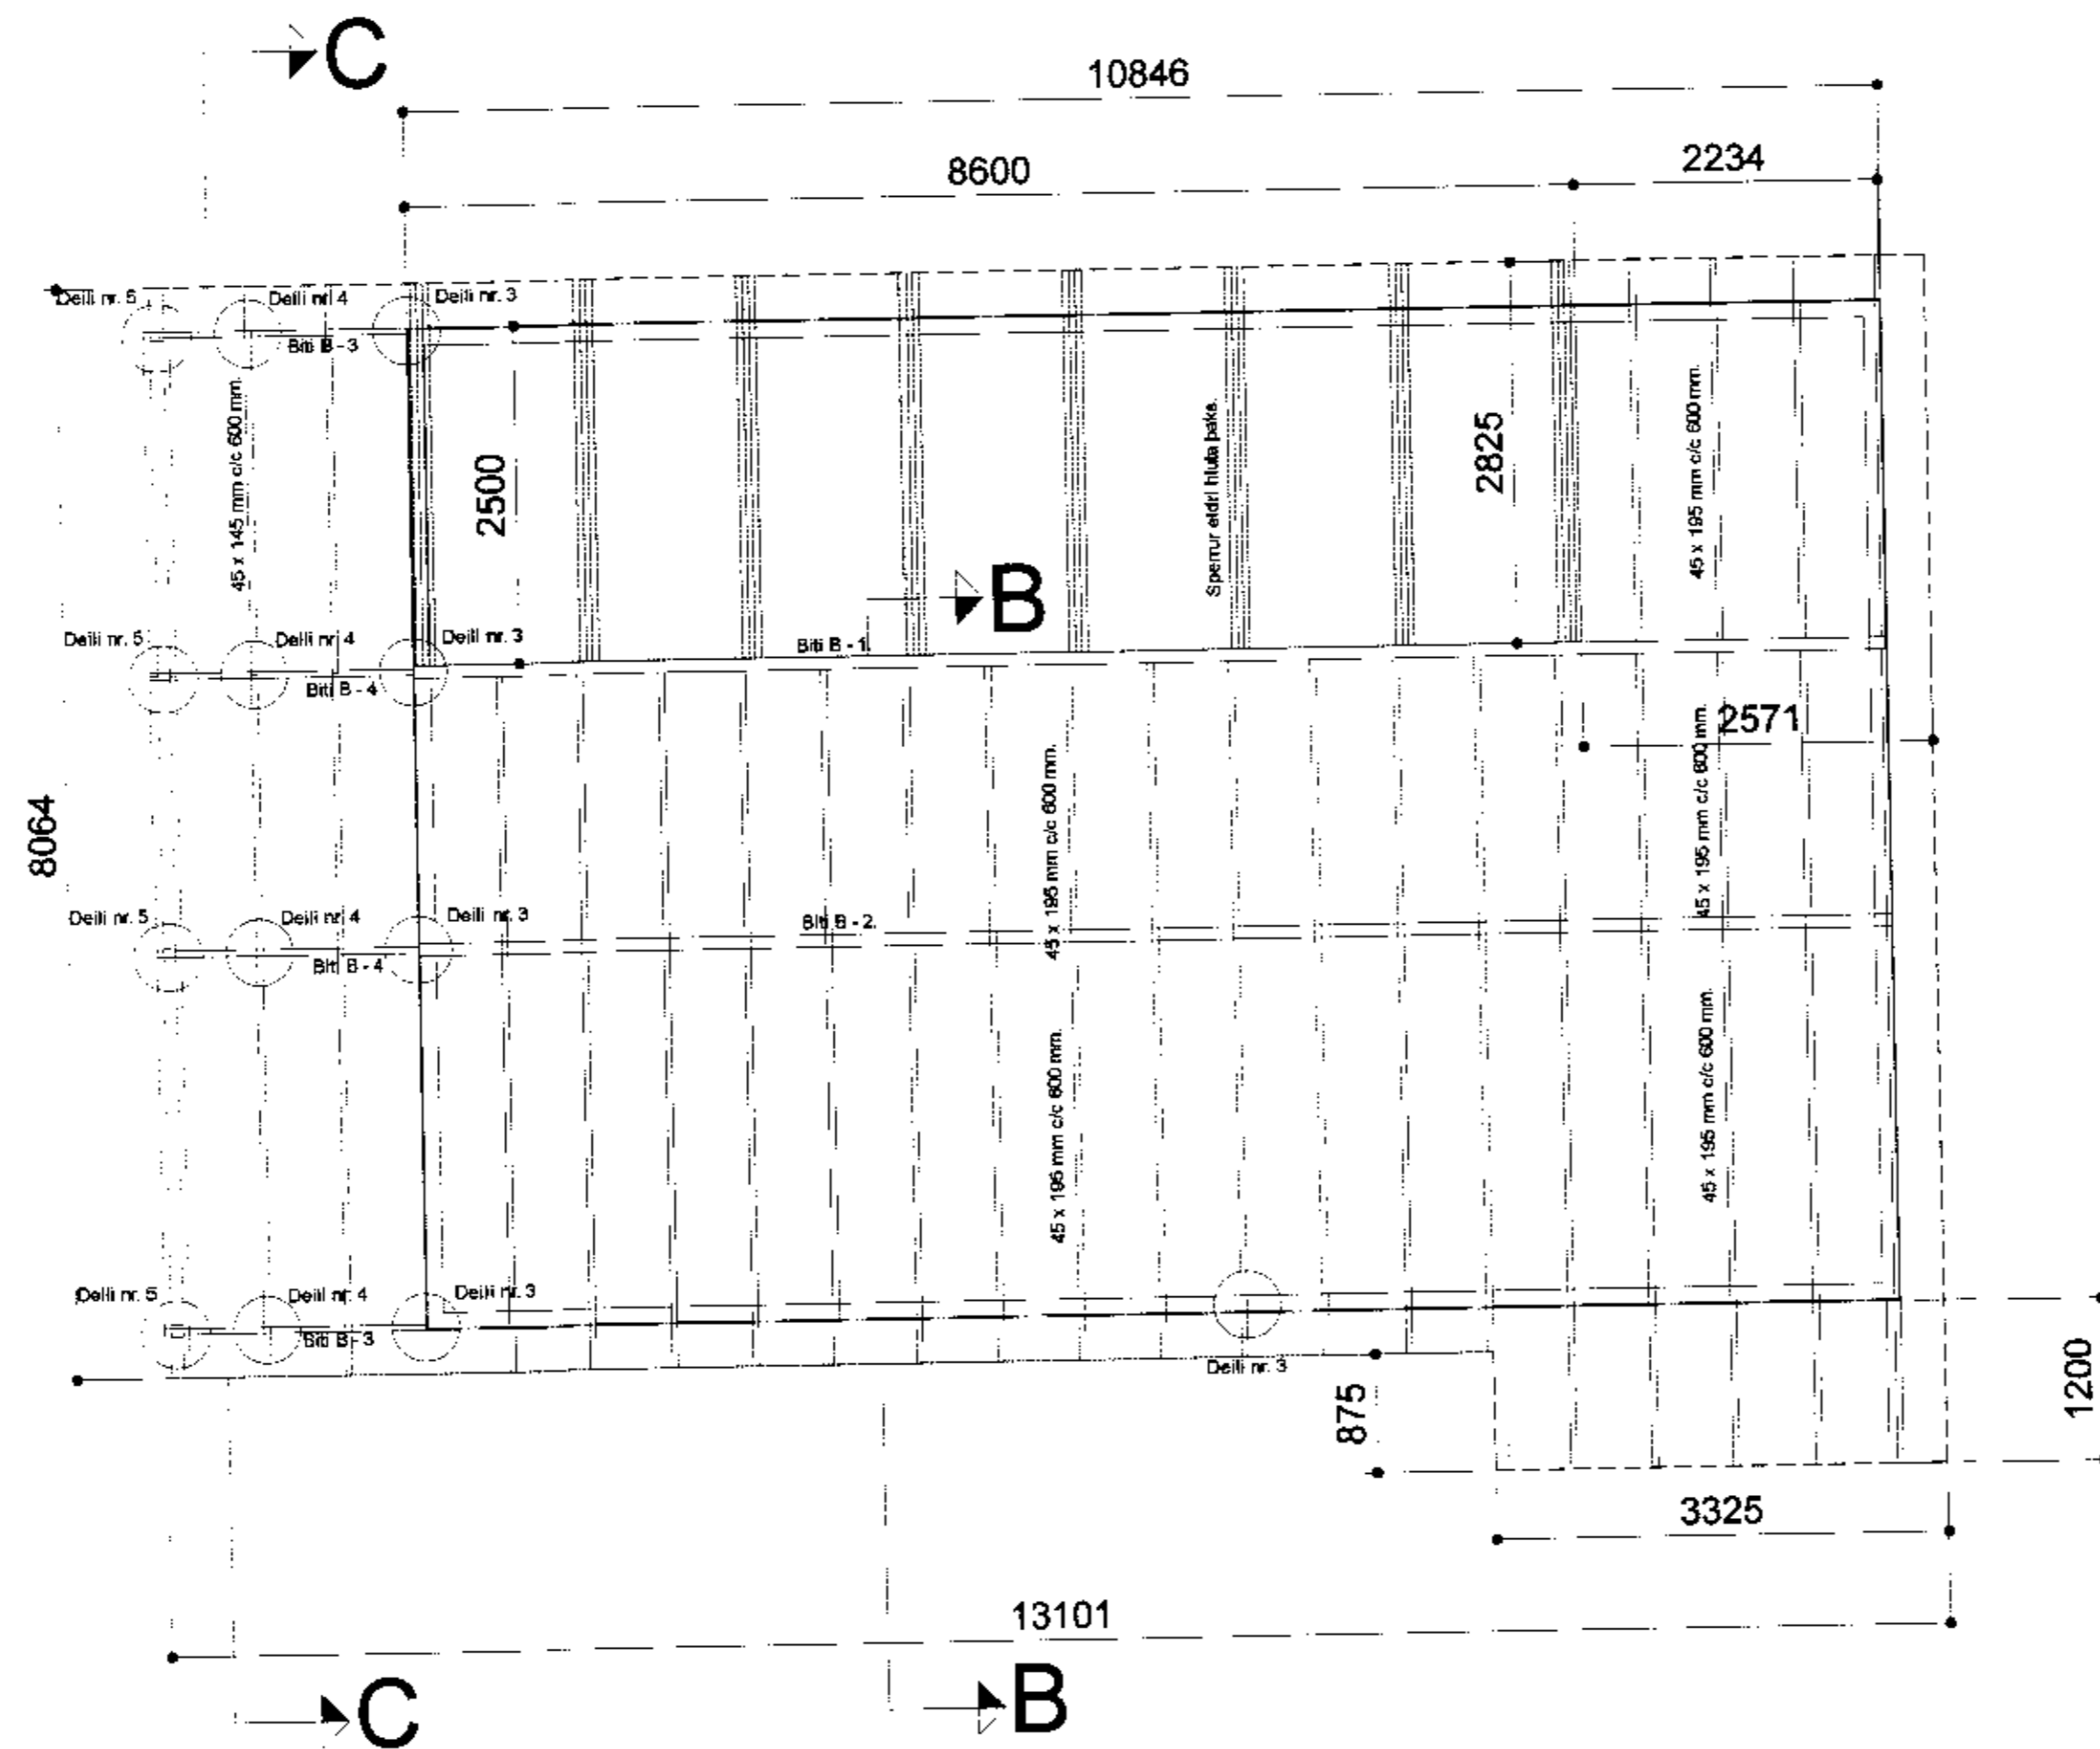 C
10846
8600
2234
Deili nr. 5
Deili nr. 4
Deili nr. 3
Biti B - 3
45 x 145 mm c/c 600 mm.
2500
Sperrur eldri hluta þaks.
2825
45 x 195 mm c/c 600 mm.
B
Deili nr. 5
Deili nr. 4
Deili nr. 3
Biti B - 1.
Biti B - 4
2571
8064
45 x 195 mm c/c 600 mm.
45 x 195 mm c/c 600 mm.
Deili nr. 5
Deili nr. 4
Deili nr. 3
Biti B - 2.
Biti B - 4
45 x 195 mm c/c 600 mm.
45 x 195 mm c/c 600 mm.
Deili nr. 5
Deili nr. 4
Deili nr. 3
Biti B - 3
Deili nr. 3
875
1200
3325
13101
C
B